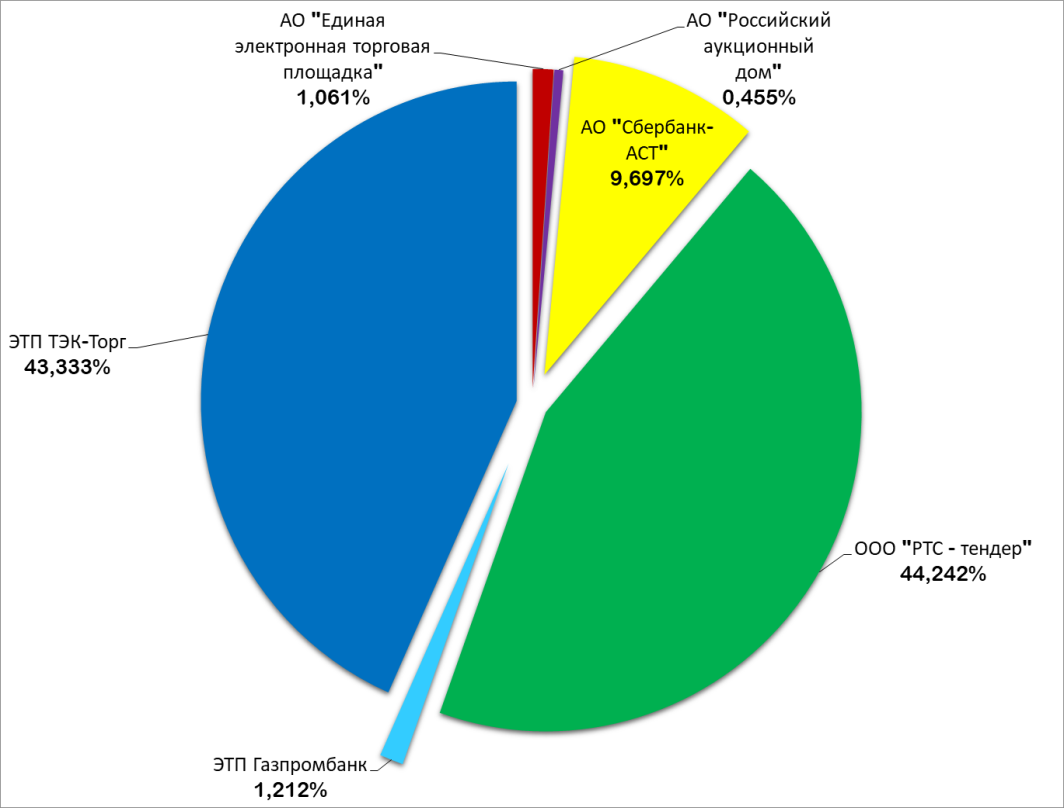 АО "Единая
электронная торговая
площадка"
1,061%
АО "Российский
аукционный
дом"
0,455%
АО "Сбербанк-
АСТ"
9,697%
ЭТП ТЭК-Торг
43,333%
ООО "РТС - тендер"
44,242%
ЭТП Газпромбанк
1,212%